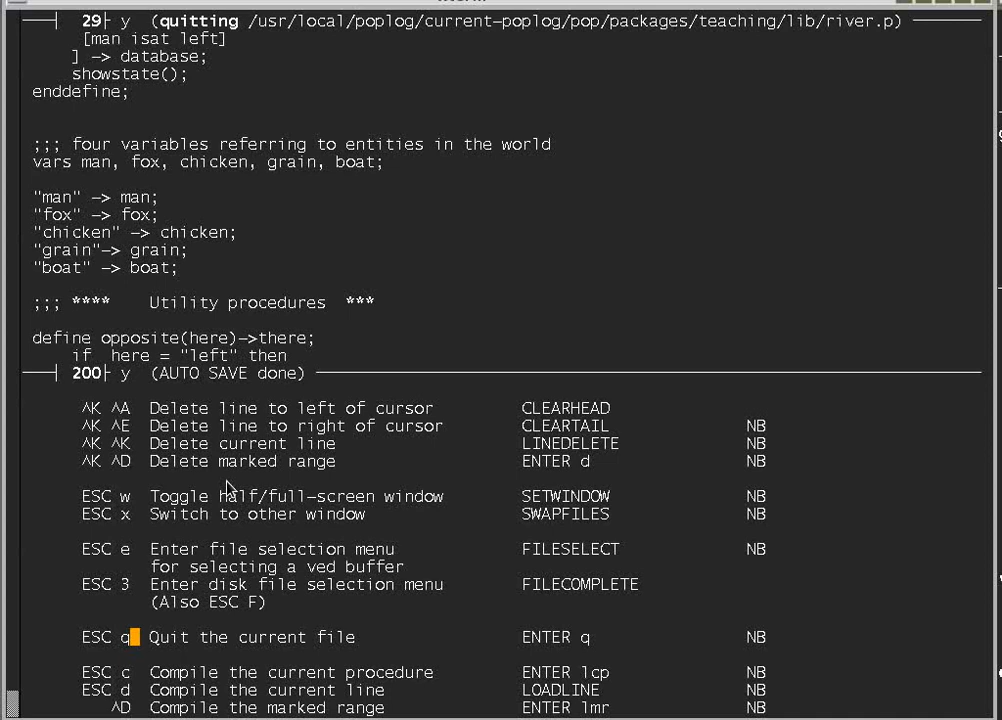 29 y (quitting /usr/local/poplog/current-poplog/pop/packages/teaching/lib/river.p)
[man isat left]
] -> database;
showstate();
enddefine;
;;; four variables referring to entities in the world
vars man, fox, chicken, grain, boat;
"man" -> man;
"fox" -> fox;
"chicken" -> chicken;
"grain"-> grain;
"boat" -> boat;
;;; **** Utility procedures ***
define opposite(here)->there;
if here = "left" then
200 y (AUTO SAVE done)
^K ^A Delete line to left of cursor CLEARHEAD
^K ^E Delete line to right of cursor CLEARTAIL NB
^K ^K Delete current line LINEDELETE NB
^K ^D Delete marked range ENTER d NB
ESC w Toggle half/full-screen window SETWINDOW NB
ESC x Switch to other window SWAPFILES NB
ESC e Enter file selection menu FILESELECT NB
for selecting a ved buffer
ESC 3 Enter disk file selection menu FILECOMPLETE
(Also ESC F)
ESC q Quit the current file ENTER q NB
ESC c Compile the current procedure ENTER lcp NB
ESC d Compile the current line LOADLINE NB
^D Compile the marked range ENTER lmr NB